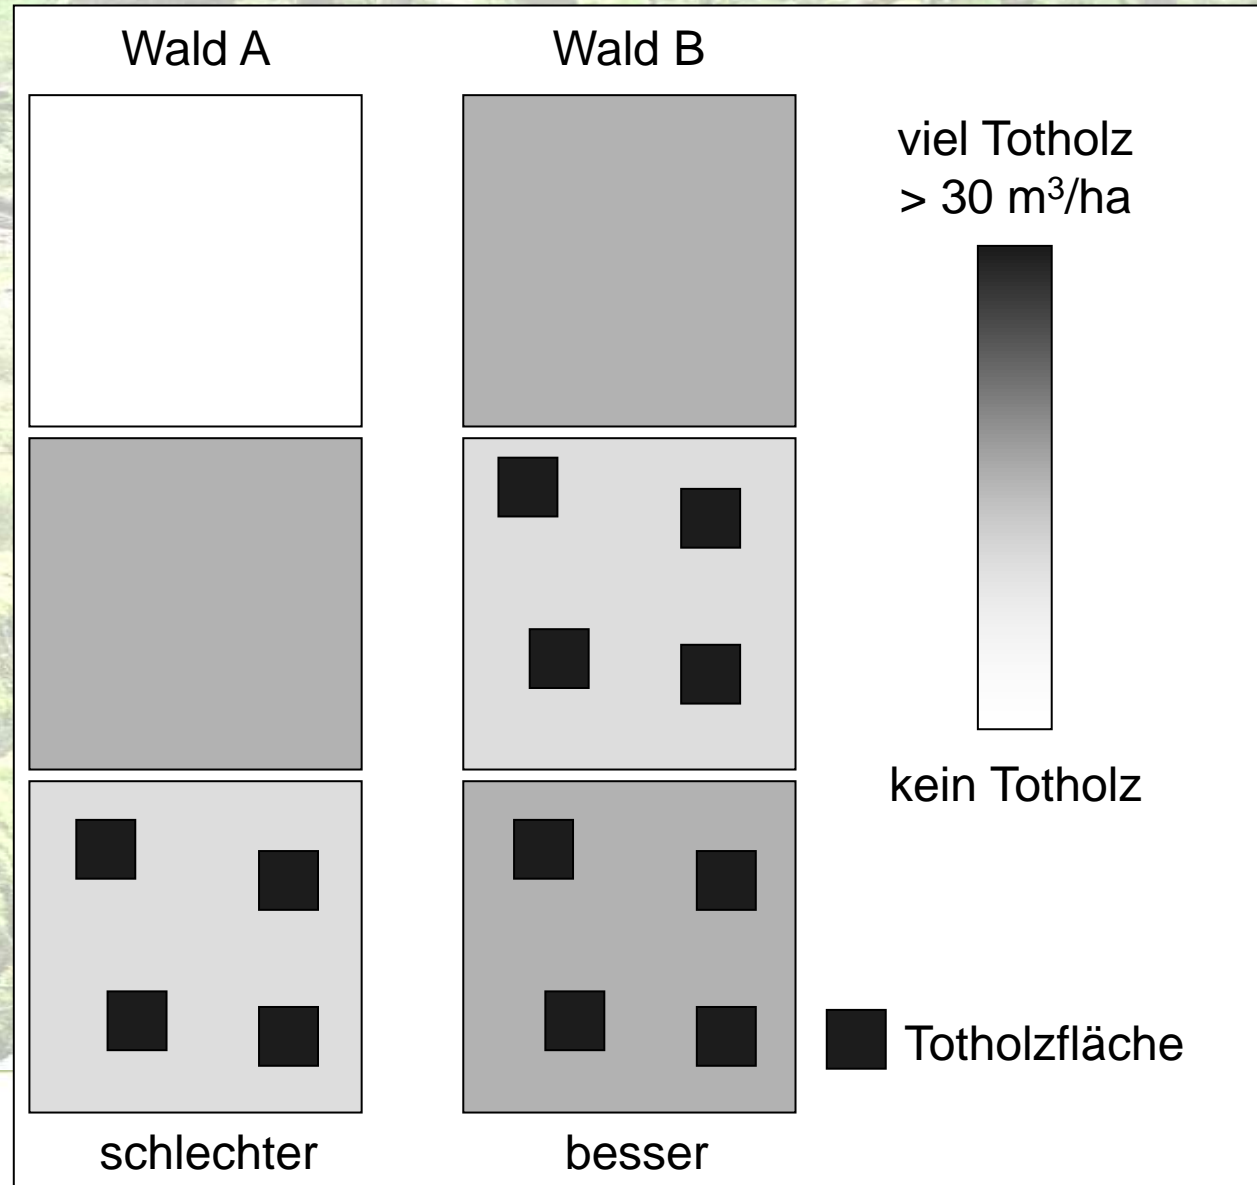 Wald A
Wald B
viel Totholz
> 30 m³/ha
kein Totholz
Totholzfläche
schlechter
besser